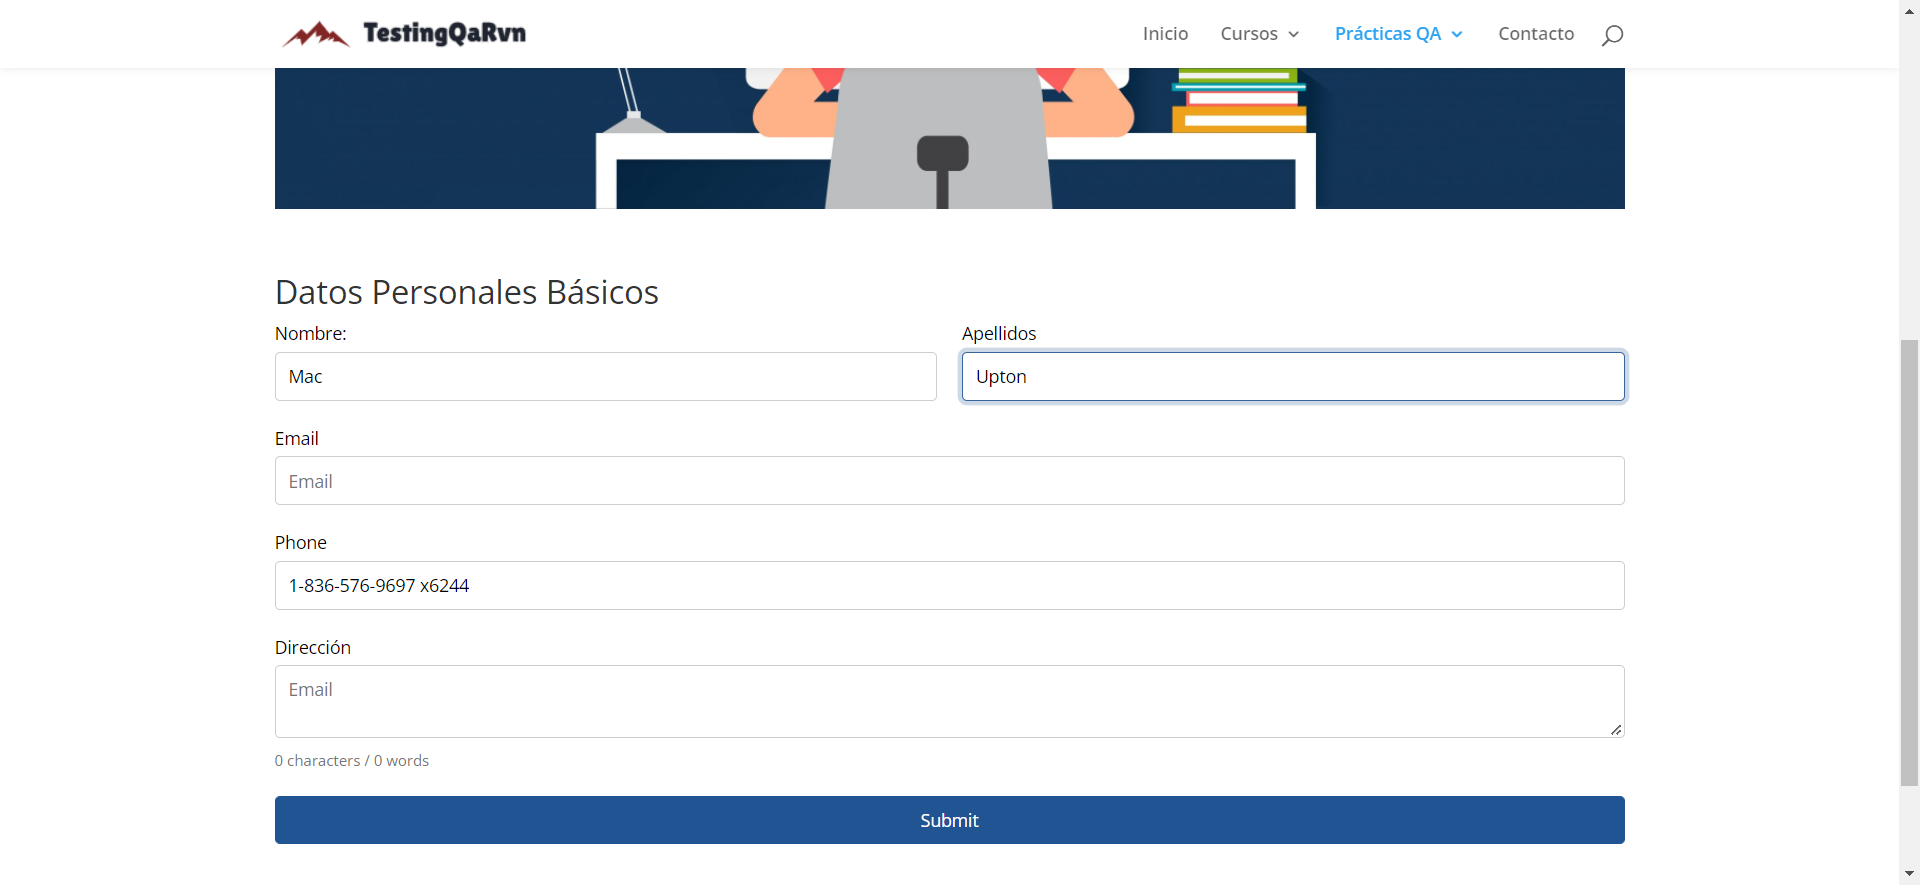 TestingQaRvn
Inicio Cursos Prácticas QA Contacto
Datos Personales Básicos
Nombre: Apellidos
Mac Upton
Email
Email
Phone
1-836-576-9697 x6244
Dirección
Email
0 characters / 0 words
Submit